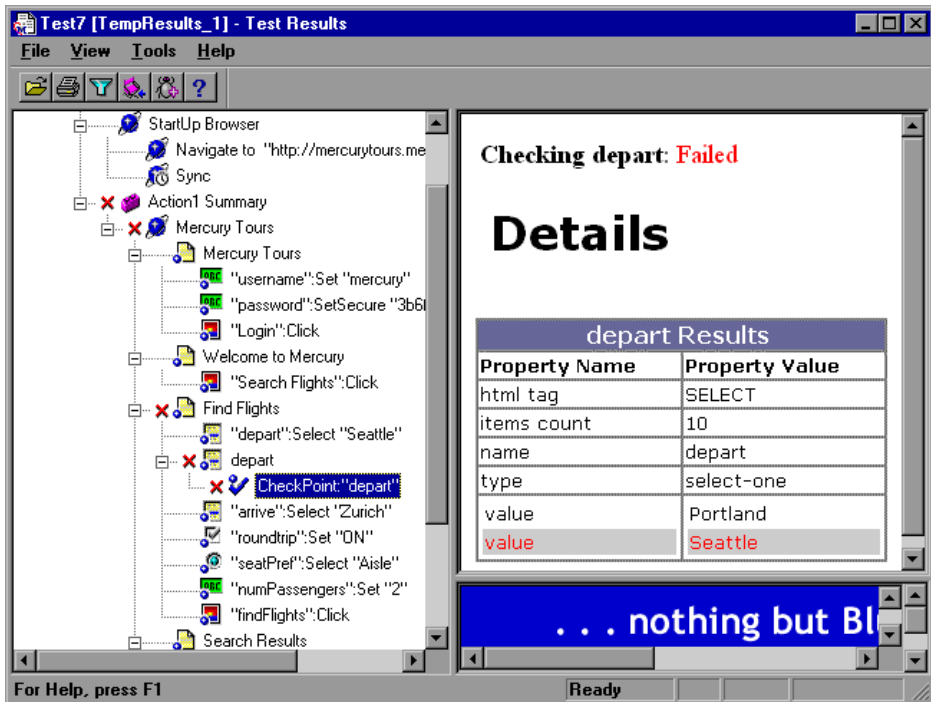 Test7 [TempResults_1] - Test Results
File View Tools Help
StartUp Browser
Navigate to "http://mercurytours.me
Sync
Action1 Summary
Mercury Tours
Mercury Tours
"username":Set "mercury"
"password":SetSecure "3b6
"Login":Click
Welcome to Mercury
"Search Flights":Click
Find Flights
"depart":Select "Seattle"
depart
CheckPoint:"depart"
"arrive":Select "Zurich"
"roundtrip":Set "ON"
"seatPref":Select "Aisle"
"numPassengers":Set "2"
"findFlights":Click
Search Results
Checking depart: Failed
Details
depart Results
Property Name Property Value
html tag SELECT
items count 10
name depart
type select-one
value Portland
value Seattle
. . . nothing but Bl
For Help, press F1 Ready